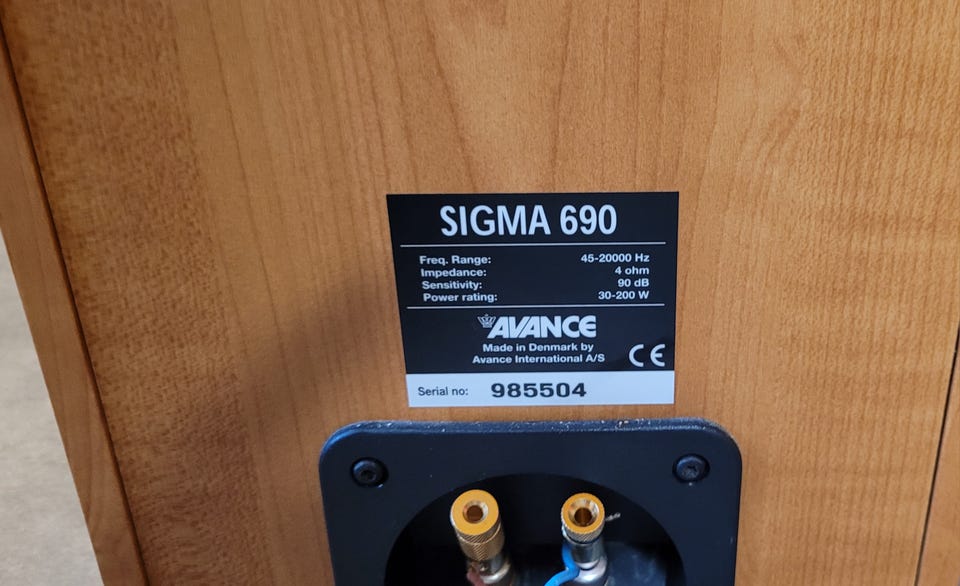 SIGMA 690
Freq. Range: 45-20000 Hz
Impedance: 4 ohm
Sensitivity: 90 dB
Power rating: 30-200 W
AVANCE
Made in Denmark by
Avance International A/S
CE
Serial no: 985504